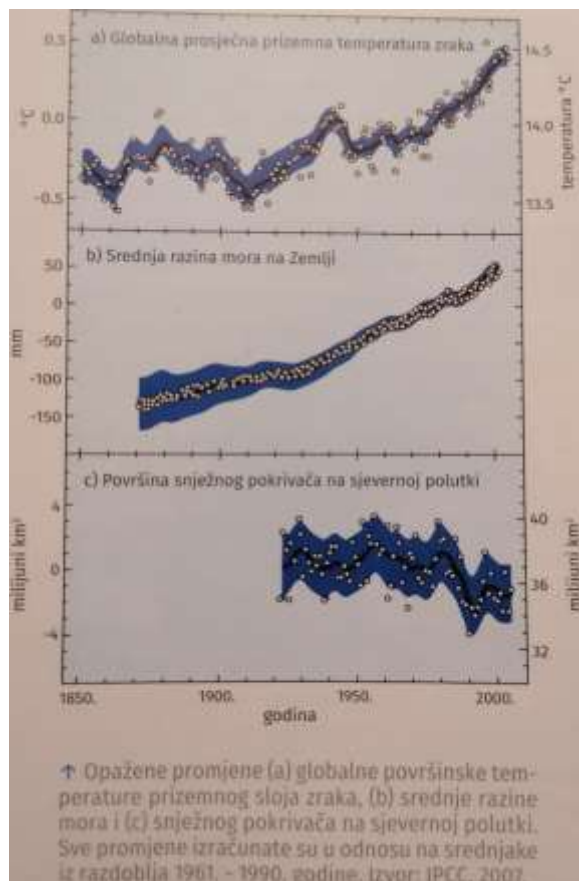 a) Globalna prosječna prizemna temperatura zraka
0.5
0.0
-0.5
°C
14.5
14.0
13.5
temperatura °C
b) Srednja razina mora na Zemlji
50
0
-50
-100
-150
mm
c) Površina snježnog pokrivača na sjevernoj polutki
4
0
-4
milijuni km²
40
36
32
milijuni km²
1850.
1900.
1950.
2000.
godina
↑ Opažene promjene (a) globalne površinske tem-
perature prizemnog sloja zraka, (b) srednje razine
mora i (c) snježnog pokrivača na sjevernoj polutki.
Sve promjene izračunate su u odnosu na srednjake
iz razdoblja 1961. - 1990. godine. Izvor: IPCC, 2007